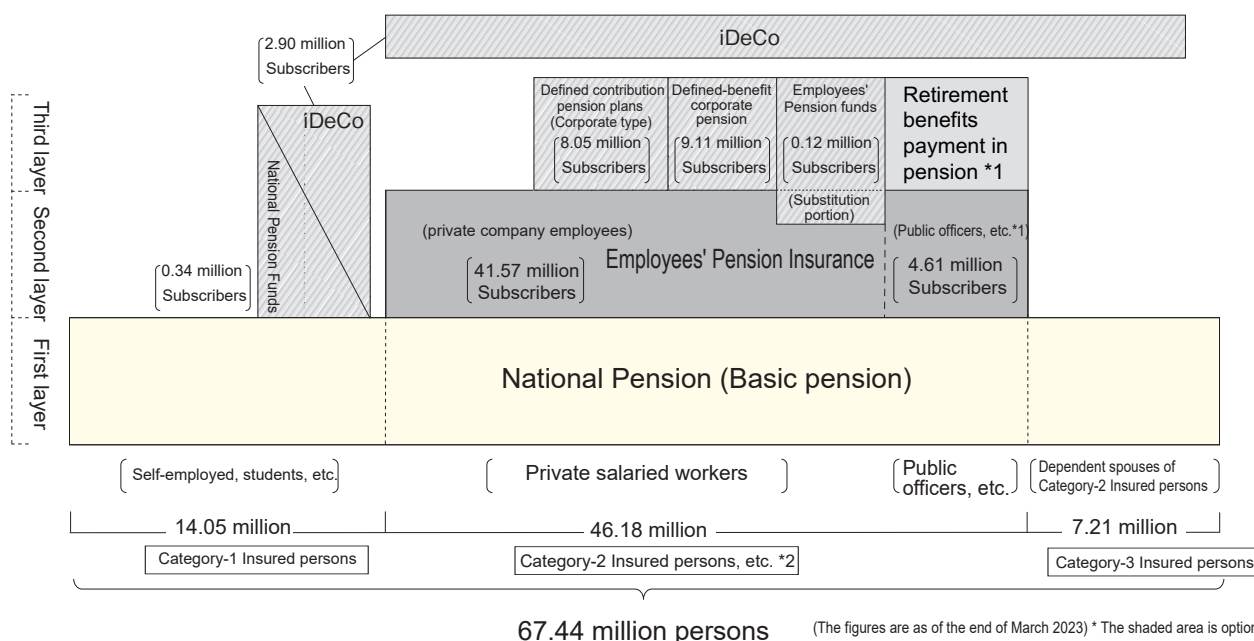 iDeCo
2.90 million
Subscribers
Third layer
Second layer
First layer
iDeCo
National Pension Funds
0.34 million
Subscribers
Defined contribution
pension plans
(Corporate type)
8.05 million
Subscribers
Defined-benefit
corporate
pension
9.11 million
Subscribers
Employees'
Pension funds
0.12 million
Subscribers
(Substitution
portion)
Retirement
benefits
payment in
pension *1
(private company employees)
41.57 million
Subscribers
Employees' Pension Insurance
(Public officers, etc.*1)
4.61 million
Subscribers
National Pension (Basic pension)
Self-employed, students, etc.
Private salaried workers
Public
officers, etc.
Dependent spouses of
Category-2 Insured persons
14.05 million
46.18 million
7.21 million
Category-1 Insured persons
Category-2 Insured persons, etc. *2
Category-3 Insured persons
67.44 million persons
(The figures are as of the end of March 2023) * The shaded area is option